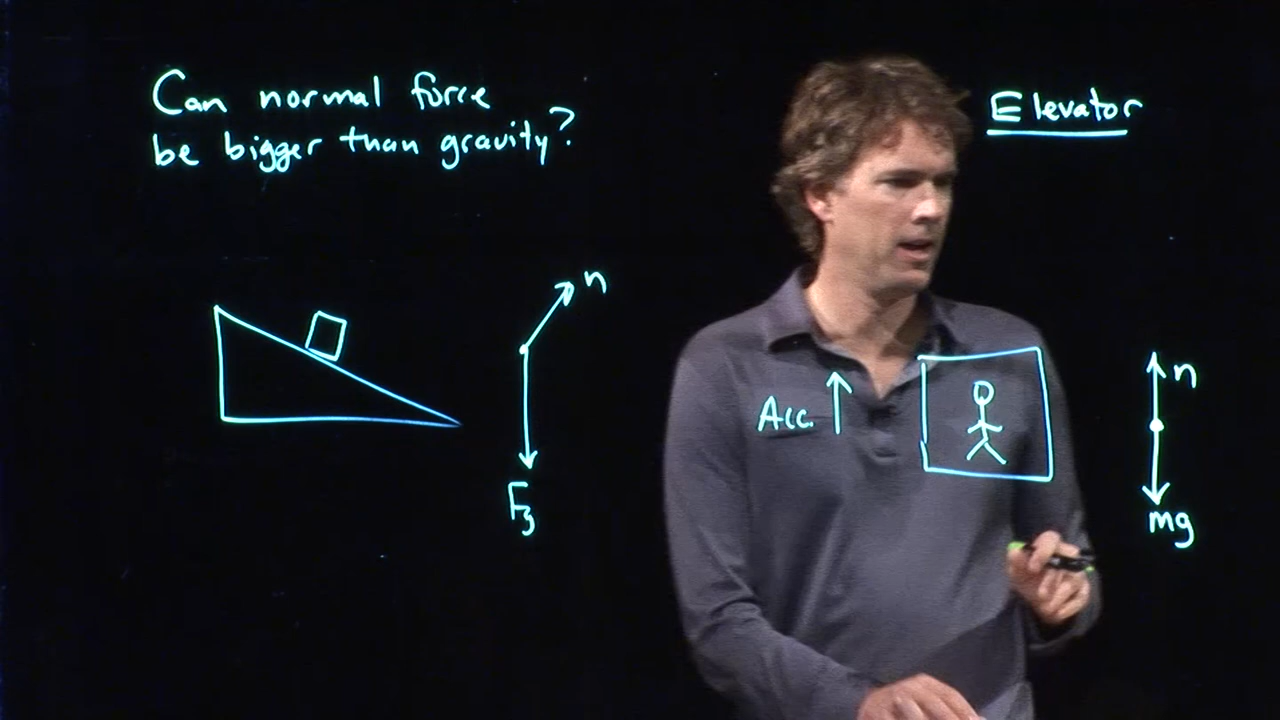 Can normal force
be bigger than gravity?
n
Fg
Elevator
Acc.
n
mg